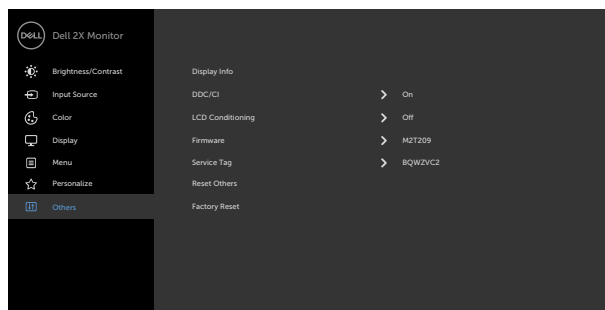 DELL Dell 2X Monitor
Brightness/Contrast
Input Source
Color
Display
Menu
Personalize
Others
Display Info
DDC/CI On
LCD Conditioning Off
Firmware M2T209
Service Tag BQWZVC2
Reset Others
Factory Reset